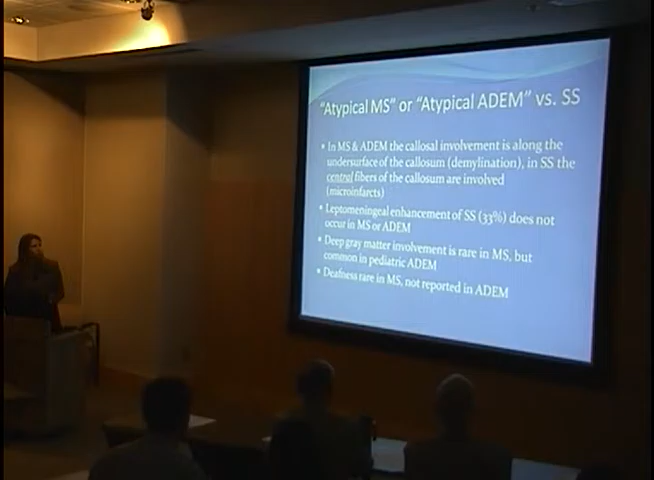 "Atypical MS" or "Atypical ADEM" vs. SS
• In MS & ADEM the callosal involvement is along the
undersurface of the callosum (demylination), in SS the
central fibers of the callosum are involved
(microinfarcts)
• Leptomeningeal enhancement of SS (33%) does not
occur in MS or ADEM
• Deep gray matter involvement is rare in MS, but
common in pediatric ADEM
• Deafness rare in MS, not reported in ADEM